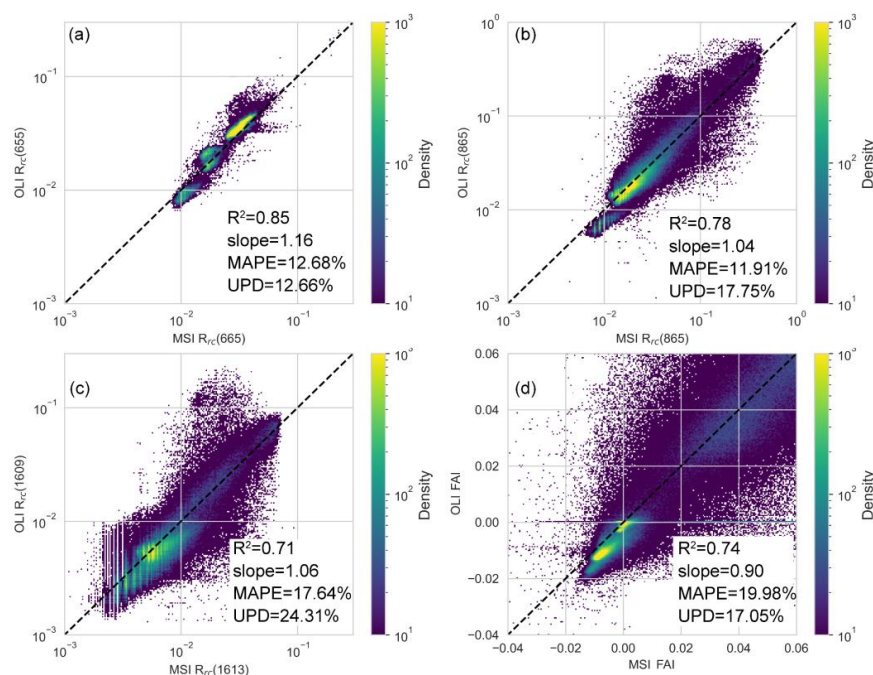 (a)
10⁻¹
10⁻²
10⁻³
OLI Rrc(655)
R²=0.85
slope=1.16
MAPE=12.68%
UPD=12.66%
10⁻³
10⁻²
10⁻¹
MSI Rrc(665)
10³
10²
10¹
Density
(b)
10⁰
10⁻¹
10⁻²
10⁻³
OLI Rrc(865)
R²=0.78
slope=1.04
MAPE=11.91%
UPD=17.75%
10⁻³
10⁻²
10⁻¹
10⁰
MSI Rrc(865)
10³
10²
10¹
Density
(c)
10⁻¹
10⁻²
10⁻³
OLI Rrc(1609)
R²=0.71
slope=1.06
MAPE=17.64%
UPD=24.31%
10⁻³
10⁻²
10⁻¹
MSI Rrc(1613)
10³
10²
10¹
Density
(d)
0.06
0.04
0.02
0.00
−0.02
−0.04
OLI FAI
R²=0.74
slope=0.90
MAPE=19.98%
UPD=17.05%
−0.04
−0.02
0.00
0.02
0.04
0.06
MSI FAI
10³
10²
10¹
Density